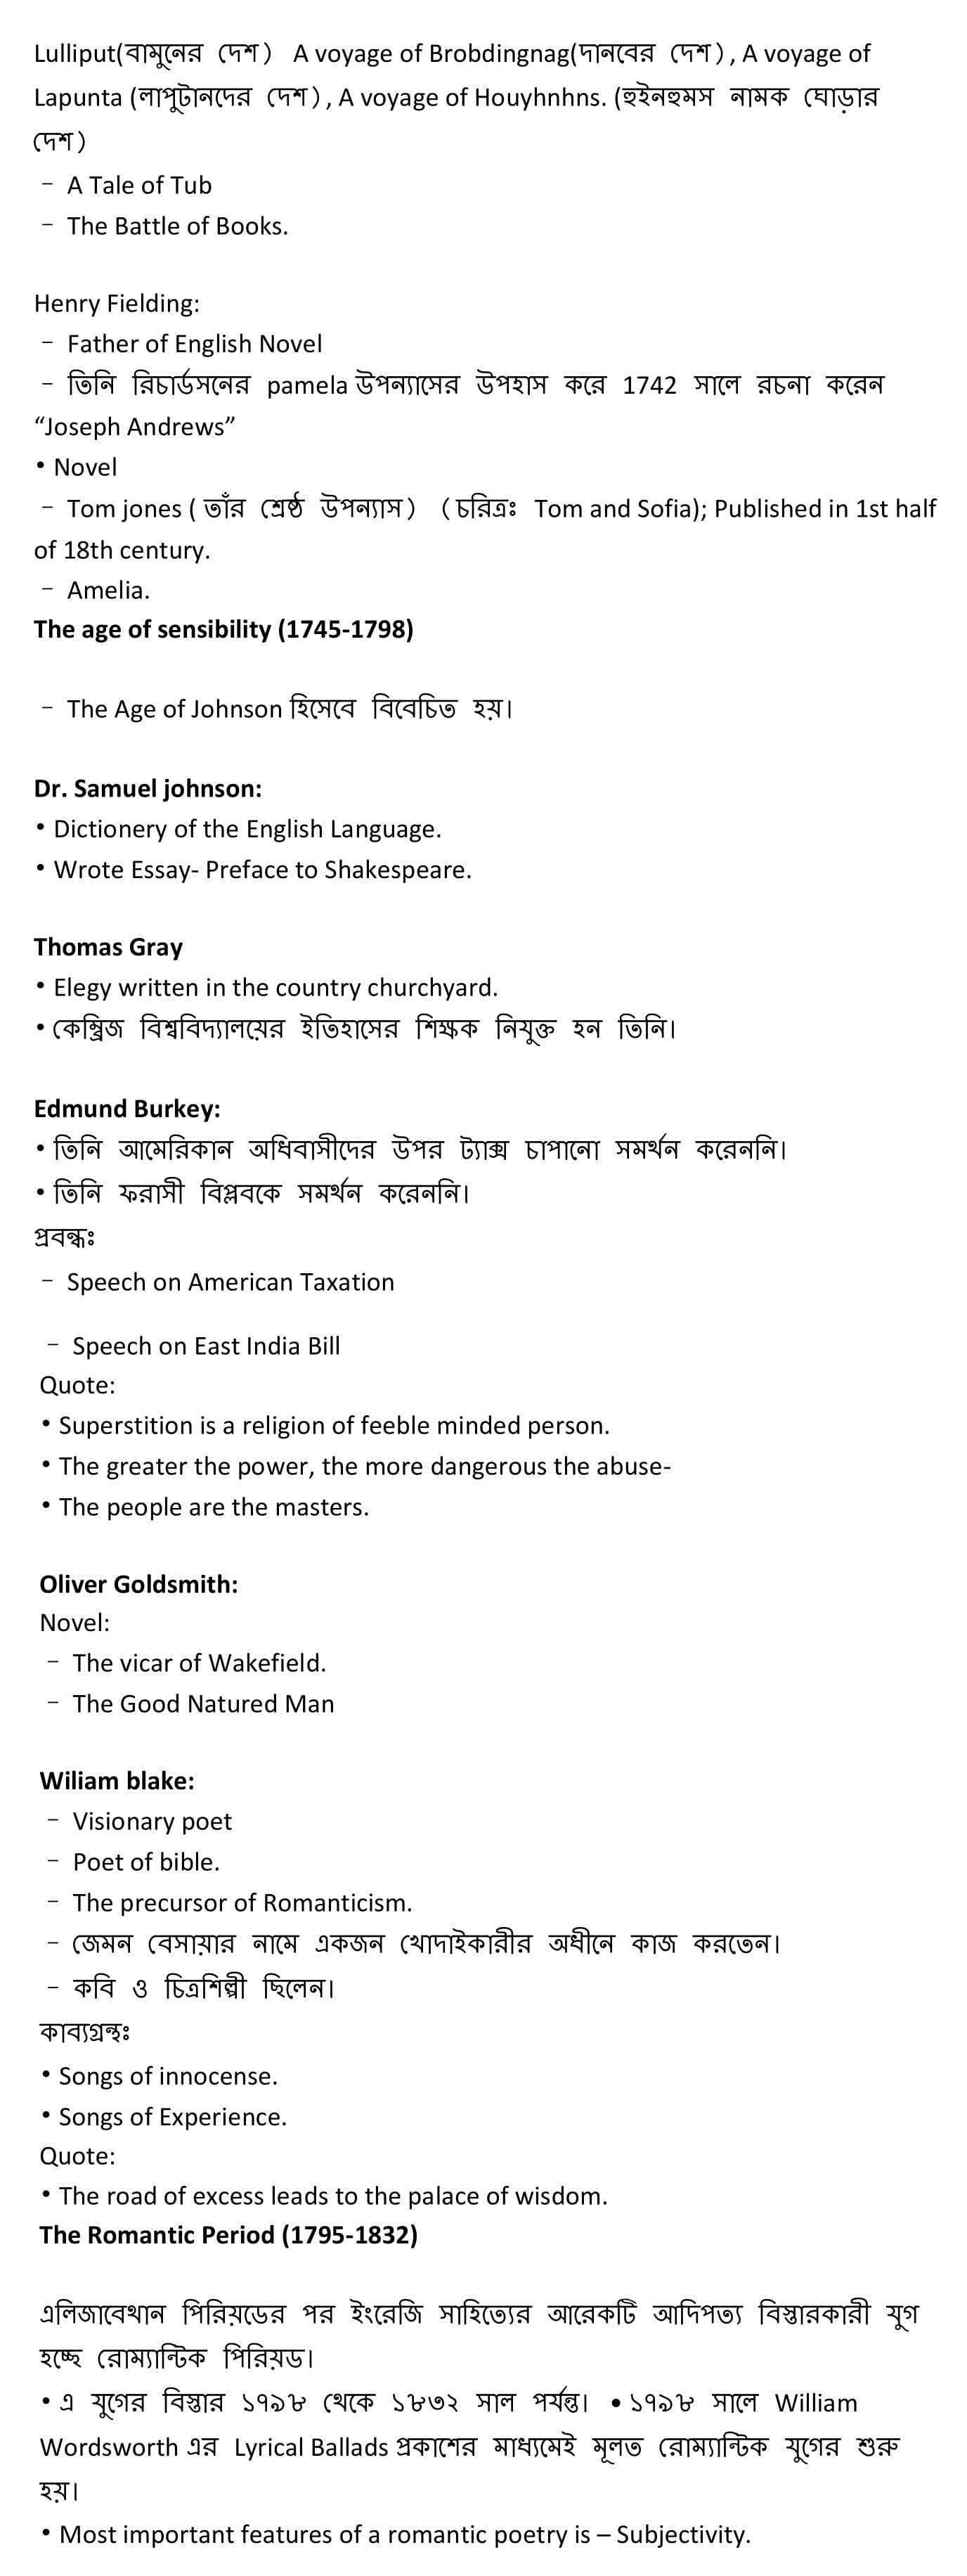 Lulliput(বামুনের দেশ) A voyage of Brobdingnag(দানবের দেশ), A voyage of
Lapunta (লাপুটানদের দেশ), A voyage of Houyhnhns. (হুইনহুমস নামক ঘোড়ার
দেশ)
– A Tale of Tub
– The Battle of Books.
Henry Fielding:
– Father of English Novel
– তিনি রিচার্ডসনের pamela উপন্যাসের উপহাস করে 1742 সালে রচনা করেন
“Joseph Andrews”
• Novel
– Tom jones ( তাঁর শ্রেষ্ঠ উপন্যাস) (চরিত্রঃ Tom and Sofia); Published in 1st half
of 18th century.
– Amelia.
The age of sensibility (1745-1798)
– The Age of Johnson হিসেবে বিবেচিত হয়।
Dr. Samuel johnson:
• Dictionery of the English Language.
• Wrote Essay- Preface to Shakespeare.
Thomas Gray
• Elegy written in the country churchyard.
• কেম্ব্রিজ বিশ্ববিদ্যালয়ের ইতিহাসের শিক্ষক নিযুক্ত হন তিনি।
Edmund Burkey:
• তিনি আমেরিকান অধিবাসীদের উপর ট্যাক্স চাপানো সমর্থন করেননি।
• তিনি ফরাসী বিপ্লবকে সমর্থন করেননি।
প্রবন্ধঃ
– Speech on American Taxation
– Speech on East India Bill
Quote:
• Superstition is a religion of feeble minded person.
• The greater the power, the more dangerous the abuse-
• The people are the masters.
Oliver Goldsmith:
Novel:
– The vicar of Wakefield.
– The Good Natured Man
Wiliam blake:
– Visionary poet
– Poet of bible.
– The precursor of Romanticism.
– জেমন বেসায়ার নামে একজন খোদাইকারীর অধীনে কাজ করতেন।
– কবি ও চিত্রশিল্পী ছিলেন।
কাব্যগ্রন্থঃ
• Songs of innocense.
• Songs of Experience.
Quote:
• The road of excess leads to the palace of wisdom.
The Romantic Period (1795-1832)
এলিজাবেথান পিরিয়ডের পর ইংরেজি সাহিত্যের আরেকটি আদিপত্য বিস্তারকারী যুগ
হচ্ছে রোম্যান্টিক পিরিয়ড।
• এ যুগের বিস্তার ১৭৯৮ থেকে ১৮৩২ সাল পর্যন্ত। • ১৭৯৮ সালে William
Wordsworth এর Lyrical Ballads প্রকাশের মাধ্যমেই মূলত রোম্যান্টিক যুগের শুরু
হয়।
• Most important features of a romantic poetry is – Subjectivity.